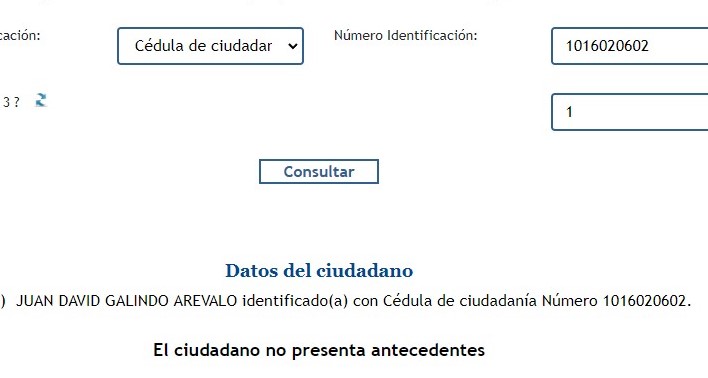 cación:
Cédula de ciudadar
Número Identificación:
1016020602
3 ?
1
Consultar
Datos del ciudadano
) JUAN DAVID GALINDO AREVALO identificado(a) con Cédula de ciudadanía Número 1016020602.
El ciudadano no presenta antecedentes